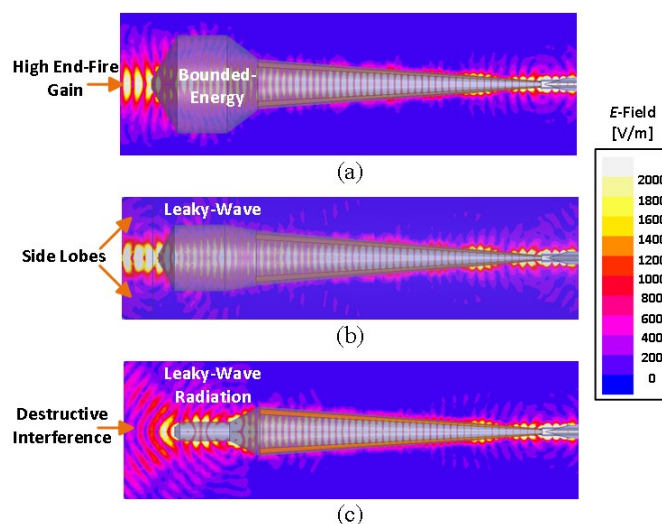 High End-Fire
Gain
Bounded-
Energy
(a)
Leaky-Wave
Side Lobes
(b)
Leaky-Wave
Radiation
Destructive
Interference
(c)
E-Field
[V/m]
2000
1800
1600
1400
1200
1000
800
600
400
200
0